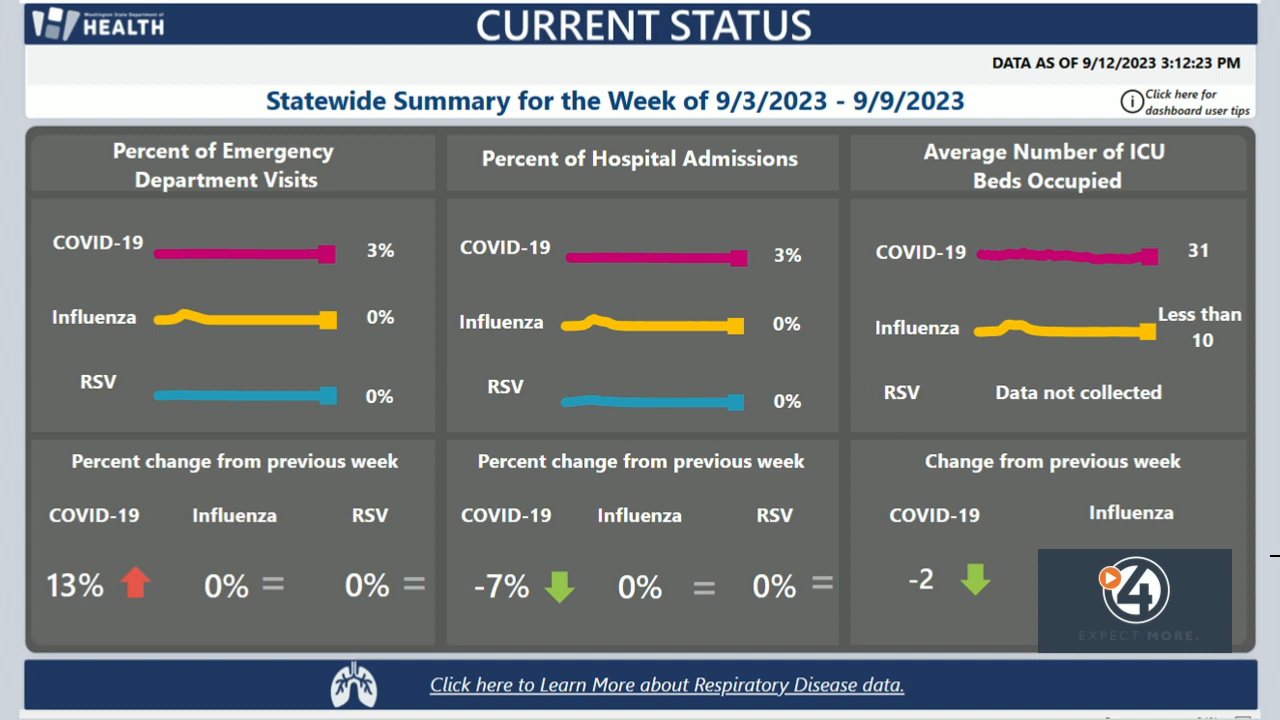 Washington State Department of
HEALTH
CURRENT STATUS
DATA AS OF 9/12/2023 3:12:23 PM
Statewide Summary for the Week of 9/3/2023 - 9/9/2023
i
Click here for
dashboard user tips
Percent of Emergency
Department Visits
COVID-19 3%
Influenza 0%
RSV 0%
Percent of Hospital Admissions
COVID-19 3%
Influenza 0%
RSV 0%
Average Number of ICU
Beds Occupied
COVID-19 31
Influenza Less than
10
RSV Data not collected
Percent change from previous week
COVID-19 Influenza RSV
13% 0% = 0% =
Percent change from previous week
COVID-19 Influenza RSV
-7% 0% = 0% =
Change from previous week
COVID-19 Influenza
-2
4
EXPECT MORE.
Click here to Learn More about Respiratory Disease data.